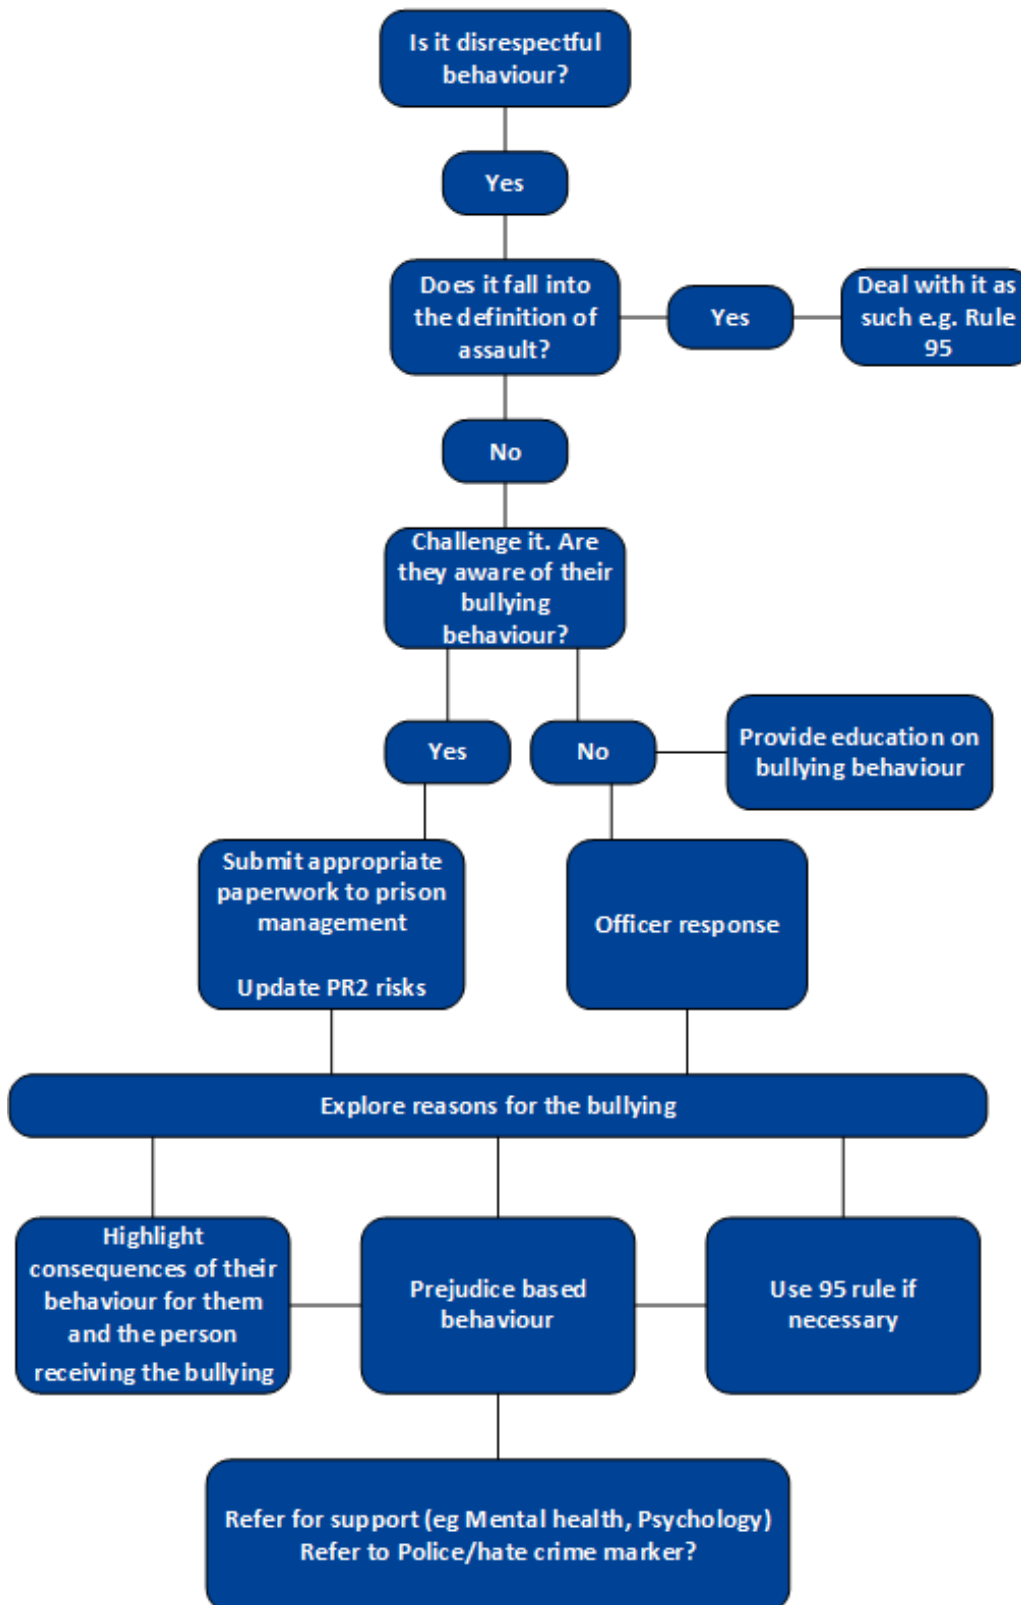 Is it disrespectful
behaviour?
Yes
Does it fall into
the definition of
assault?
Yes
Deal with it as
such e.g. Rule
95
No
Challenge it. Are
they aware of their
bullying
behaviour?
Yes
No
Provide education on
bullying behaviour
Submit appropriate
paperwork to prison
management
Update PR2 risks
Officer response
Explore reasons for the bullying
Highlight
consequences of their
behaviour for them
and the person
receiving the bullying
Prejudice based
behaviour
Use 95 rule if
necessary
Refer for support (eg Mental health, Psychology)
Refer to Police/hate crime marker?